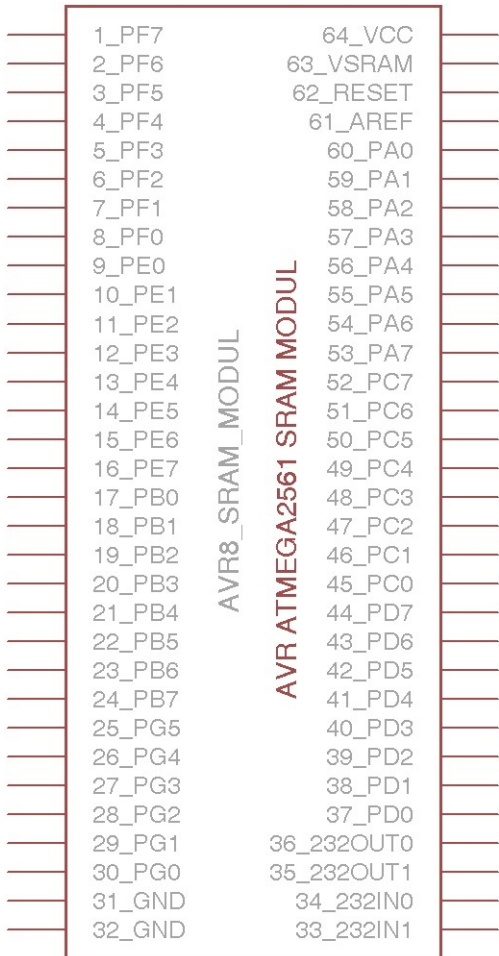 1_PF7 64_VCC
2_PF6 63_VSRAM
3_PF5 62_RESET
4_PF4 61_AREF
5_PF3 60_PA0
6_PF2 59_PA1
7_PF1 58_PA2
8_PF0 57_PA3
9_PE0 56_PA4
10_PE1 55_PA5
11_PE2 54_PA6
12_PE3 53_PA7
13_PE4 52_PC7
14_PE5 51_PC6
15_PE6 50_PC5
16_PE7 49_PC4
17_PB0 48_PC3
18_PB1 47_PC2
19_PB2 46_PC1
20_PB3 45_PC0
21_PB4 44_PD7
22_PB5 43_PD6
23_PB6 42_PD5
24_PB7 41_PD4
25_PG5 40_PD3
26_PG4 39_PD2
27_PG3 38_PD1
28_PG2 37_PD0
29_PG1 36_232OUT0
30_PG0 35_232OUT1
31_GND 34_232IN0
32_GND 33_232IN1
AVR8_SRAM_MODUL
AVR ATMEGA2561 SRAM MODUL